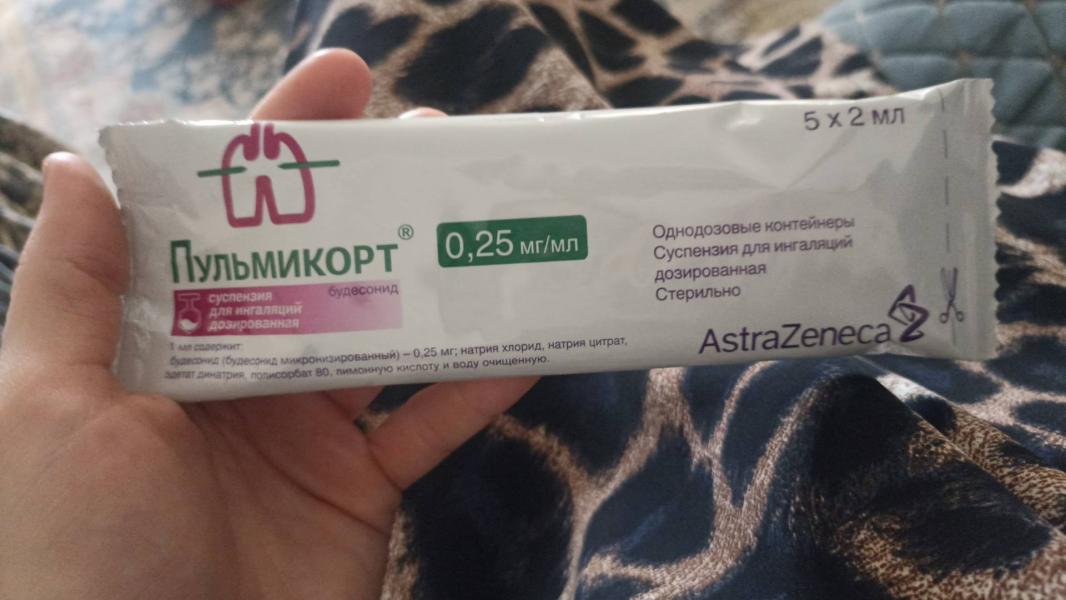 5 x 2 мл
Пульмикорт®
суспензия
для ингаляций
дозированная
будесонид
0,25 мг/мл
Однодозовые контейнеры
Суспензия для ингаляций
дозированная
Стерильно
AstraZeneca
1 мл содержит:
будесонид (будесонид микронизированный) – 0,25 мг; натрия хлорид, натрия цитрат,
эдетат динатрия, полисорбат 80, лимонную кислоту и воду очищенную.